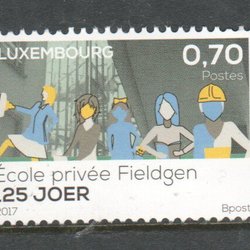 LUXEMBOURG 0,70
Postes
École privée Fieldgen
125 JOER
2017 Bpost